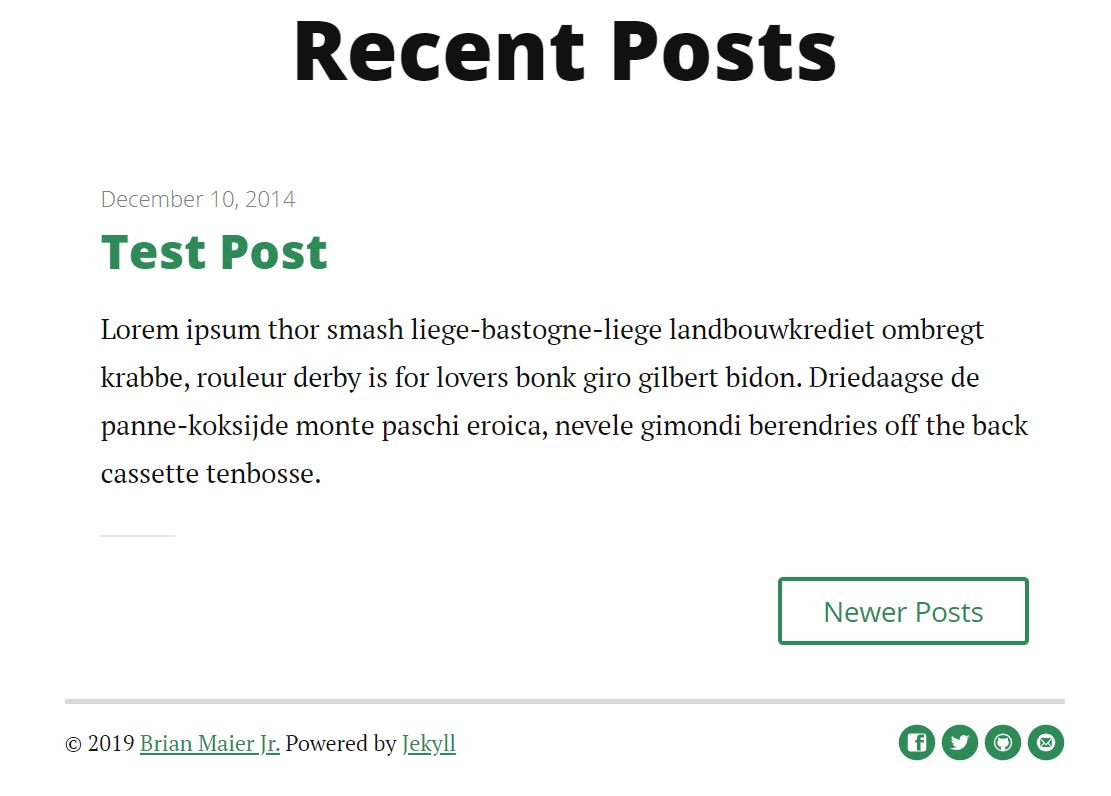 Recent Posts
December 10, 2014
Test Post
Lorem ipsum thor smash liege-bastogne-liege landbouwkrediet ombregt
krabbe, rouleur derby is for lovers bonk giro gilbert bidon. Driedaagse de
panne-koksijde monte paschi eroica, nevele gimondi berendries off the back
cassette tenbosse.
Newer Posts
© 2019 Brian Maier Jr. Powered by Jekyll